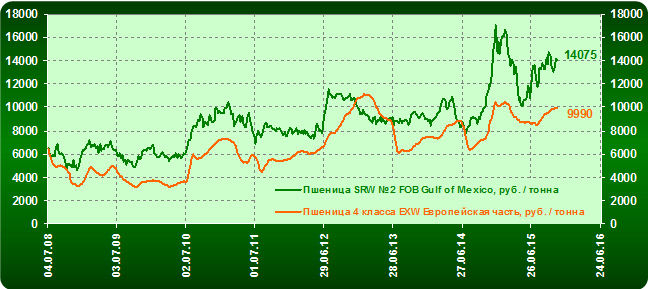 18000 18000
16000 16000
14000 14075 14000
12000 12000
10000 9990 10000
8000 8000
6000 6000
4000 Пшеница SRW №2 FOB Gulf of Mexico, руб. / тонна 4000
2000 Пшеница 4 класса EXW Европейская часть, руб. / тонна 2000
0 0
04.07.08 03.07.09 02.07.10 01.07.11 29.06.12 28.06.13 27.06.14 26.06.15 24.06.16